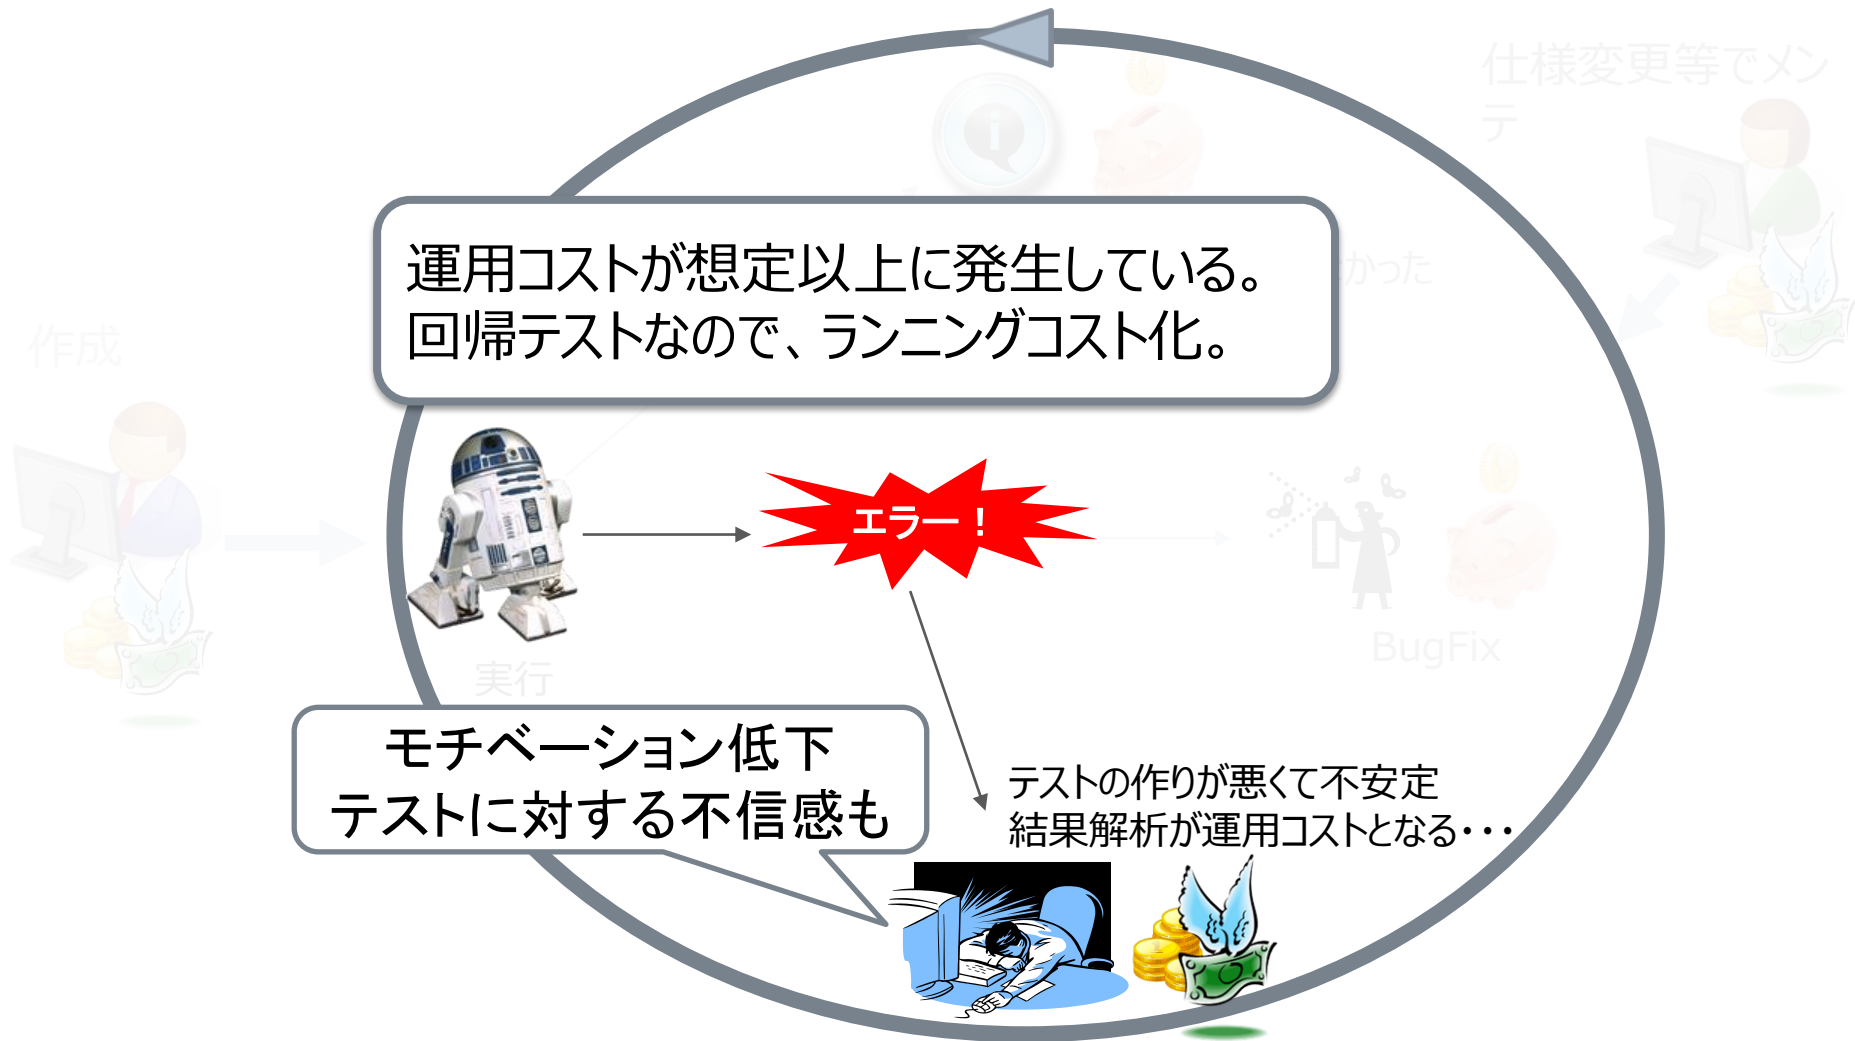 仕様変更等でメン
テ
運用コストが想定以上に発生している。
回帰テストなので、ランニングコスト化。
かった
作成
エラー！
BugFix
実行
モチベーション低下
テストに対する不信感も
テストの作りが悪くて不安定
結果解析が運用コストとなる・・・